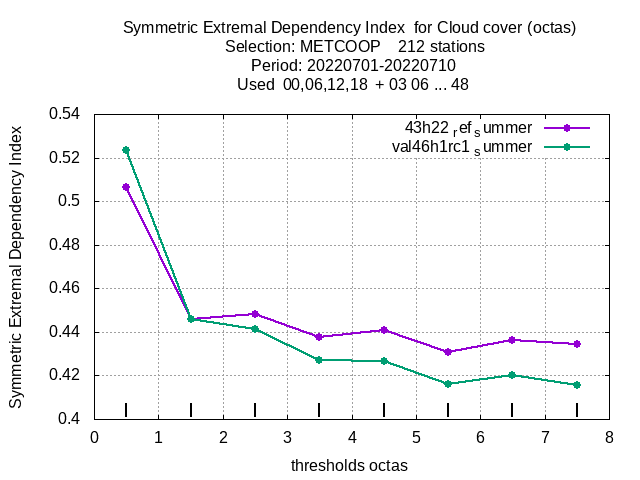 Symmetric Extremal Dependency Index for Cloud cover (octas)
Selection: METCOOP 212 stations
Period: 20220701-20220710
Used 00,06,12,18 + 03 06 ... 48
43h22 ref summer
val46h1rc1 summer
Symmetric Extremal Dependency Index
0.54
0.52
0.5
0.48
0.46
0.44
0.42
0.4
0 1 2 3 4 5 6 7 8
thresholds octas